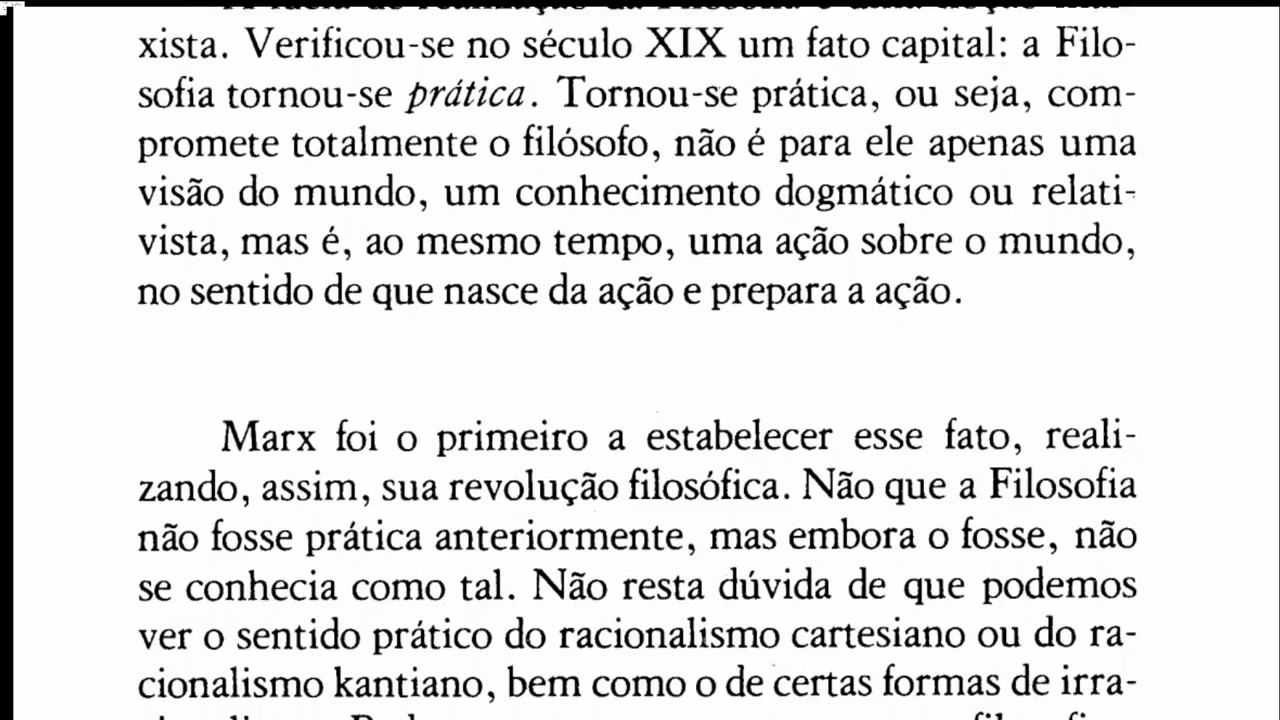 xista. Verificou-se no século XIX um fato capital: a Filo-
sofia tornou-se prática. Tornou-se prática, ou seja, com-
promete totalmente o filósofo, não é para ele apenas uma
visão do mundo, um conhecimento dogmático ou relati-
vista, mas é, ao mesmo tempo, uma ação sobre o mundo,
no sentido de que nasce da ação e prepara a ação.
Marx foi o primeiro a estabelecer esse fato, reali-
zando, assim, sua revolução filosófica. Não que a Filosofia
não fosse prática anteriormente, mas embora o fosse, não
se conhecia como tal. Não resta dúvida de que podemos
ver o sentido prático do racionalismo cartesiano ou do ra-
cionalismo kantiano, bem como o de certas formas de irra-